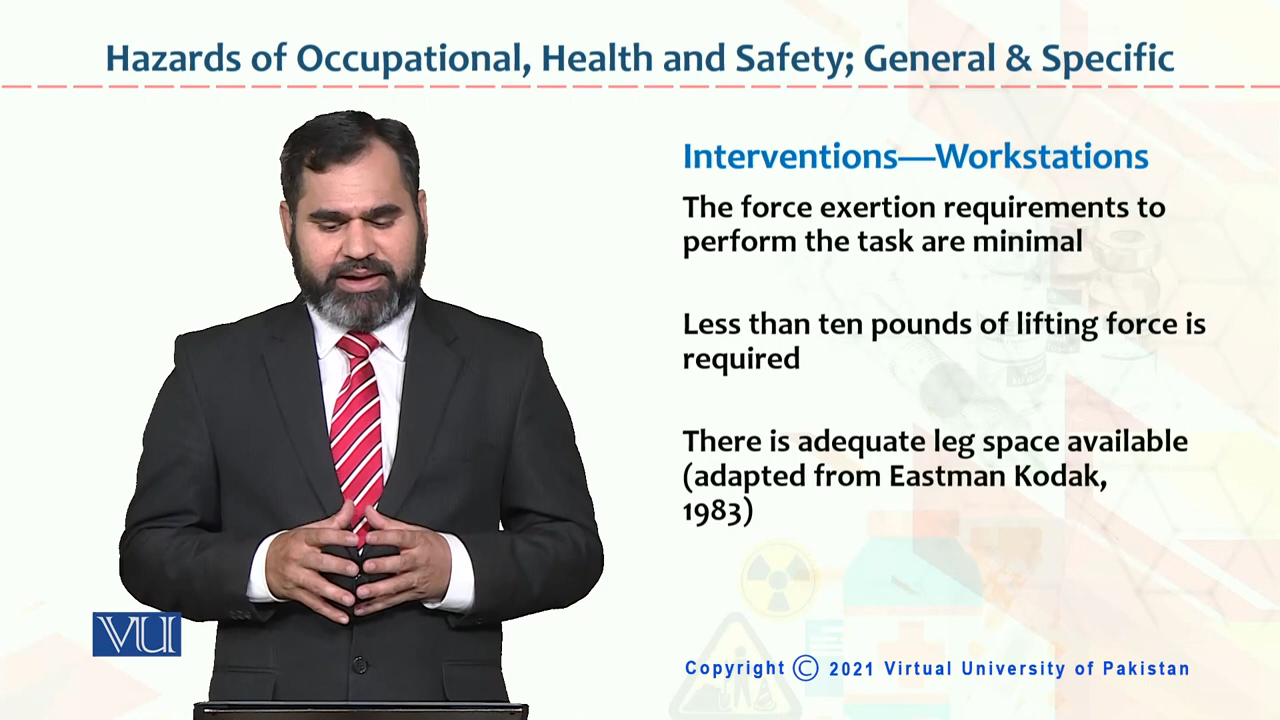 Hazards of Occupational, Health and Safety; General & Specific
Interventions—Workstations
The force exertion requirements to
perform the task are minimal
Less than ten pounds of lifting force is
required
There is adequate leg space available
(adapted from Eastman Kodak,
1983)
VU
Copyright © 2021 Virtual University of Pakistan